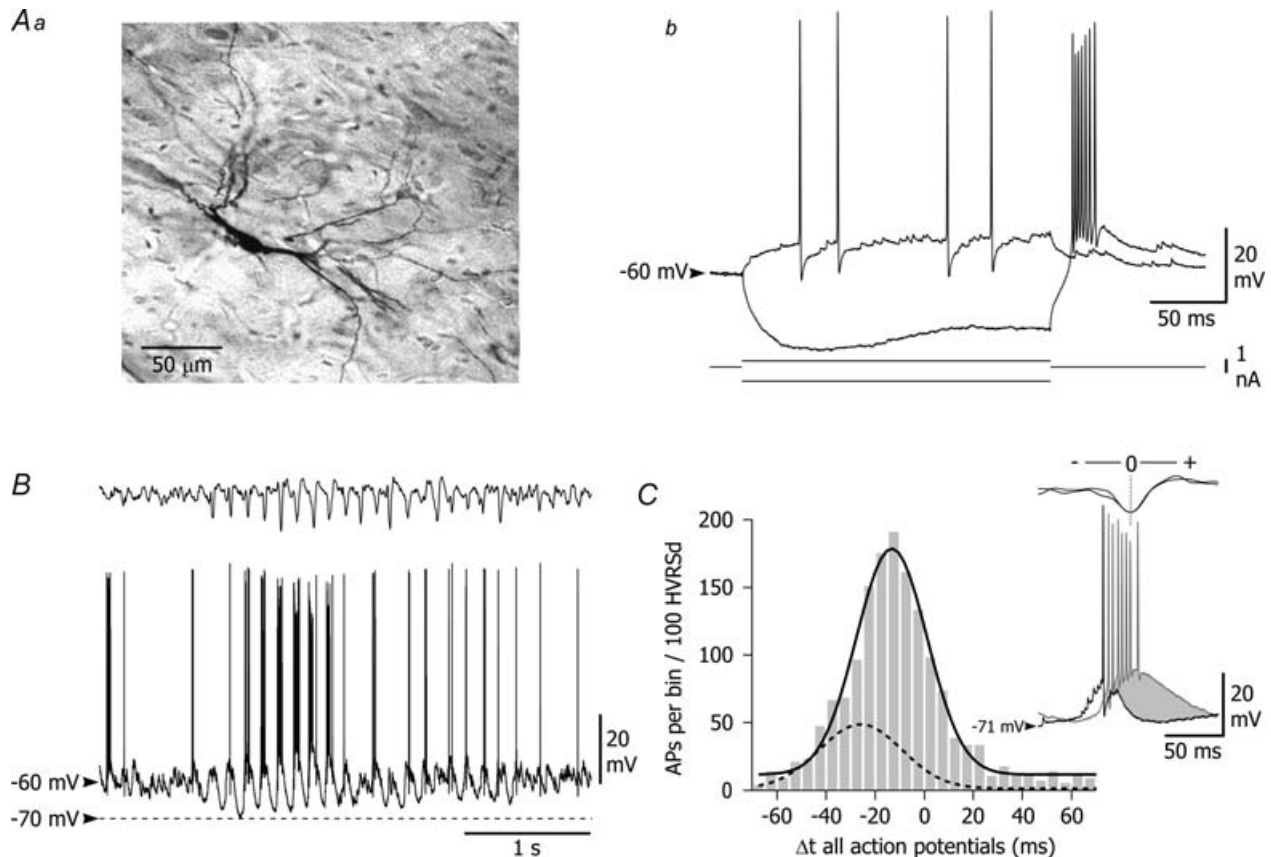 A a
50 μm
b
-60 mV
20 mV
50 ms
1 nA
B
20 mV
-60 mV
-70 mV
1 s
C
- 0 +
200
150
100
50
0
APs per bin / 100 HVRSd
-60 -40 -20 0 20 40 60
Δt all action potentials (ms)
-71 mV
20 mV
50 ms